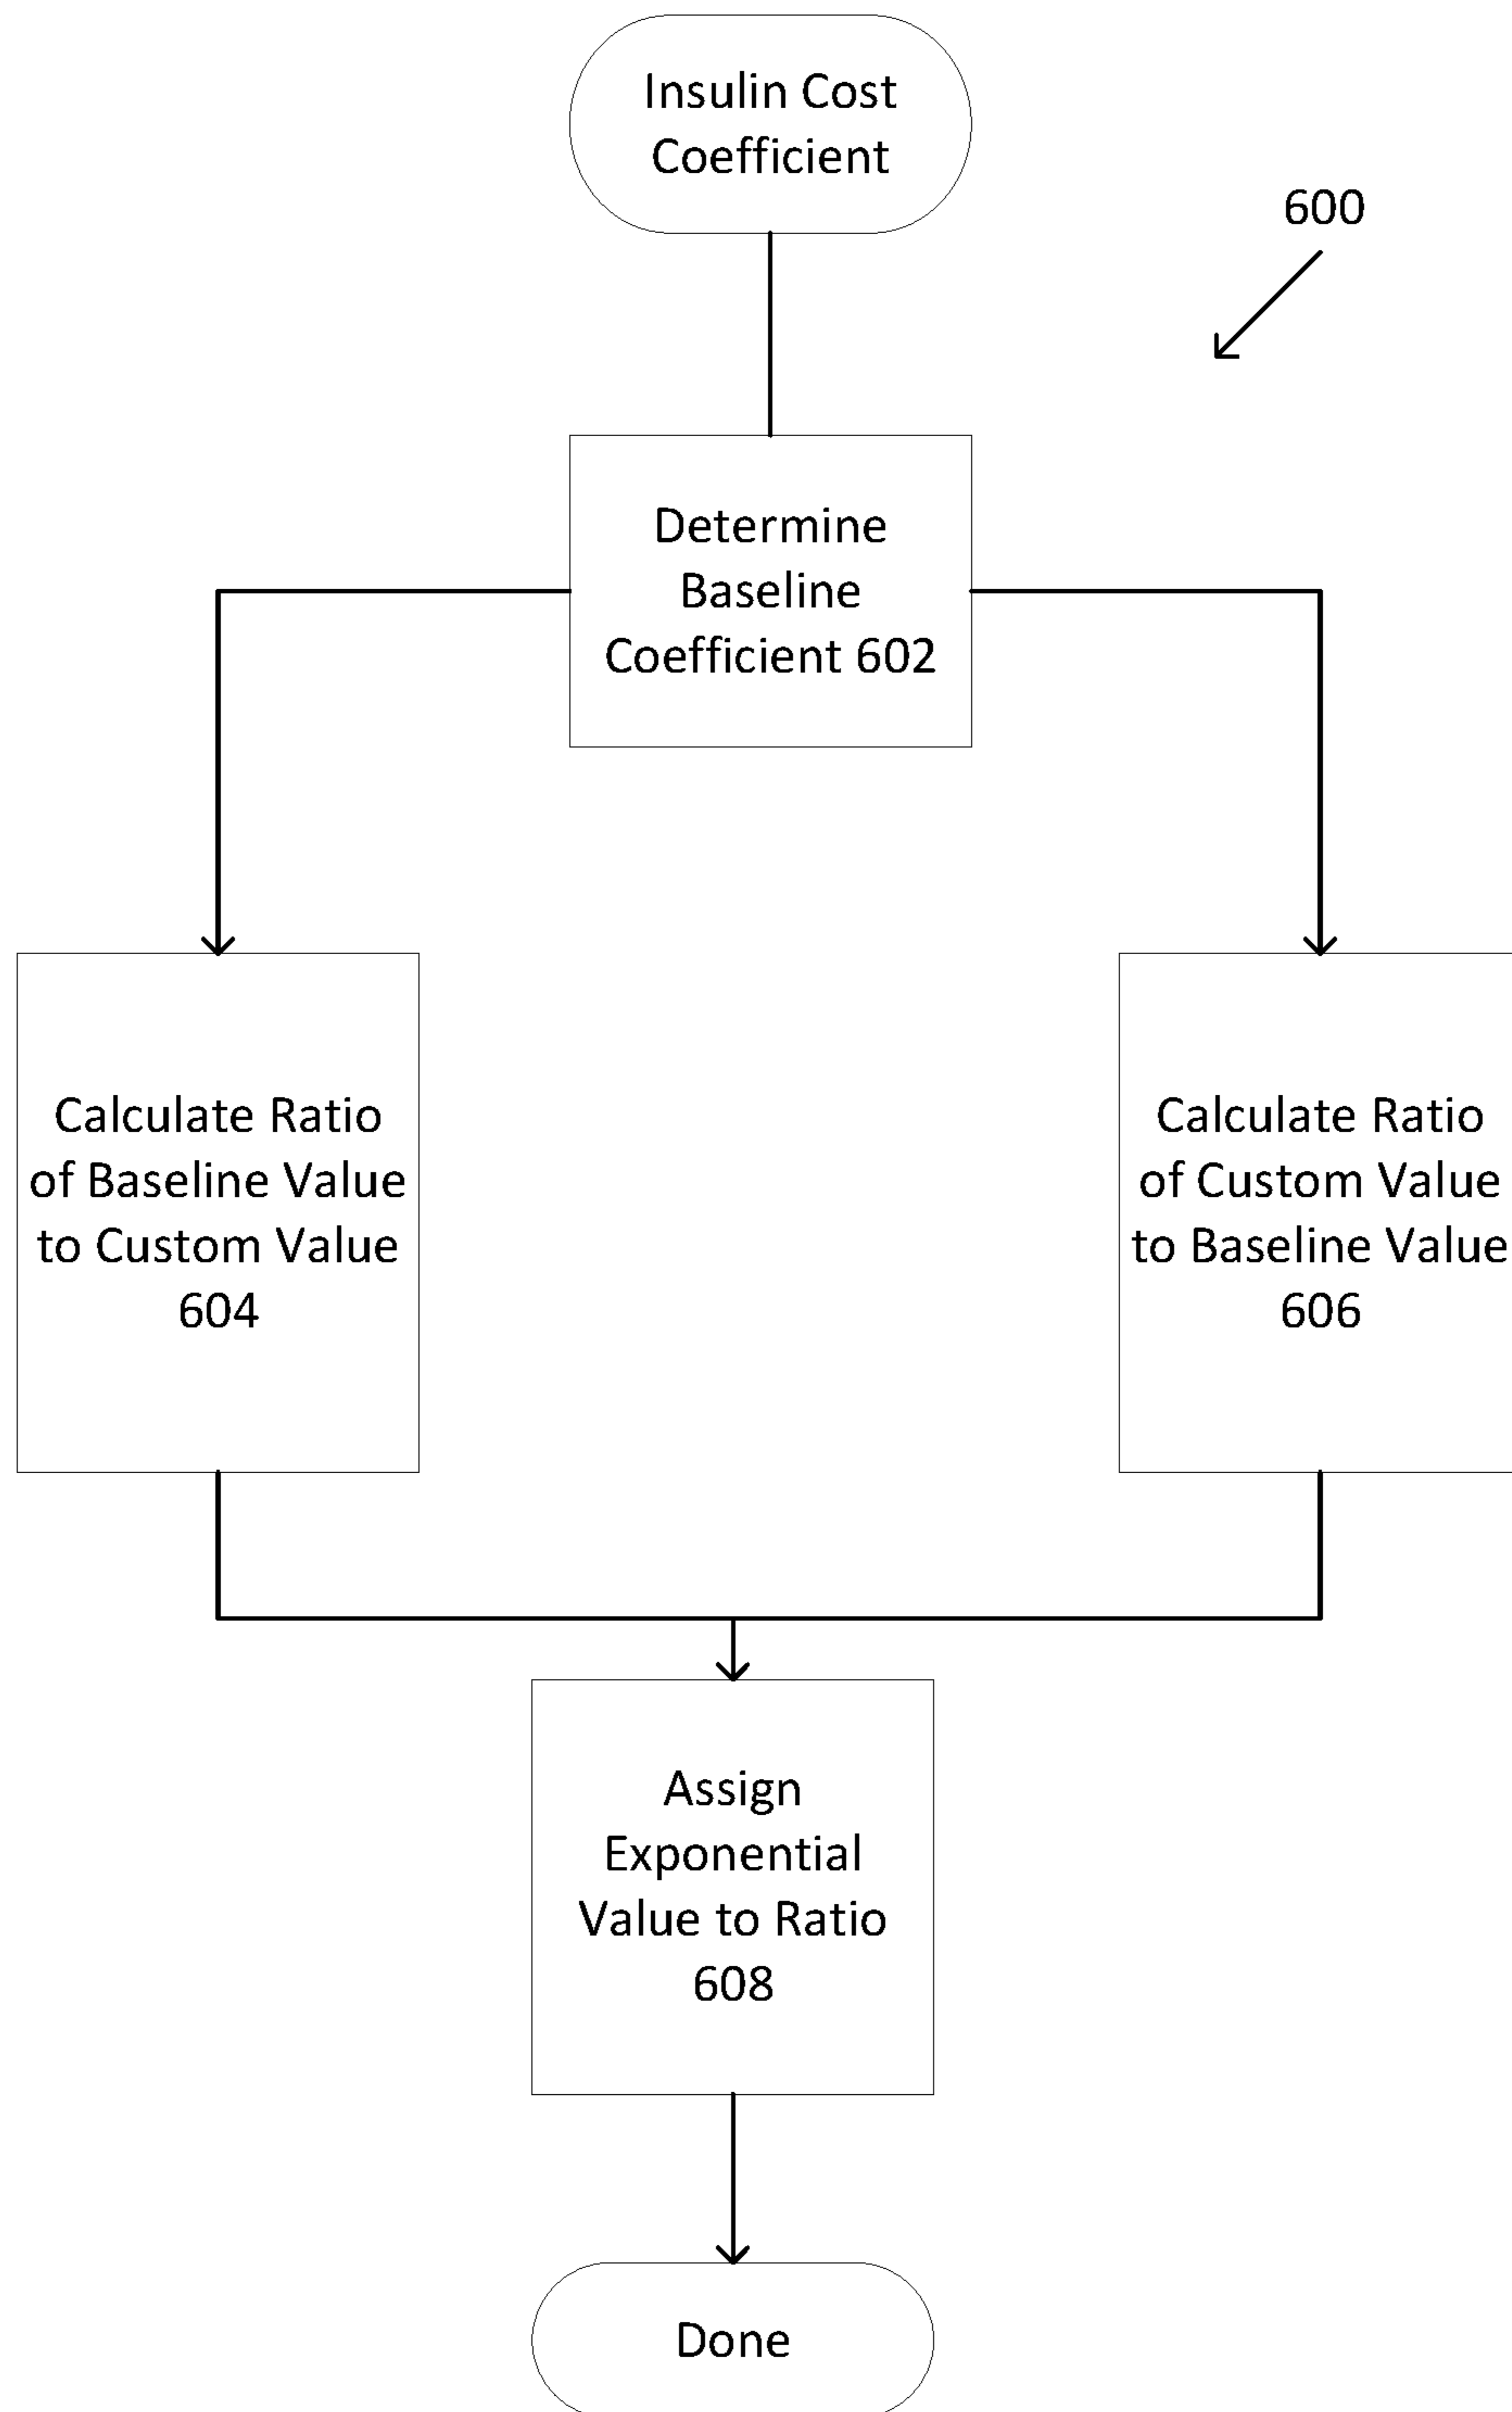 Insulin Cost
Coefficient
600
Determine
Baseline
Coefficient 602
Calculate Ratio
of Baseline Value
to Custom Value
604
Calculate Ratio
of Custom Value
to Baseline Value
606
Assign
Exponential
Value to Ratio
608
Done